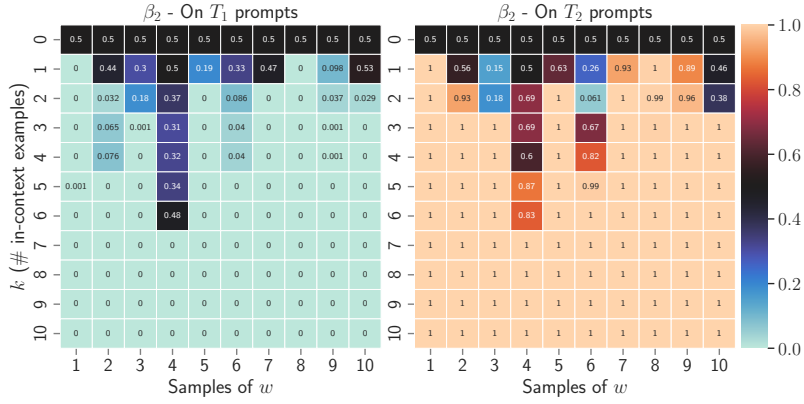 β₂ - On T₁ prompts
β₂ - On T₂ prompts
k (# in-context examples)
0 0.5 0.5 0.5 0.5 0.5 0.5 0.5 0.5 0.5 0.5
1 0 0.44 0.3 0.5 0.19 0.33 0.47 0 0.098 0.53
2 0 0.032 0.18 0.37 0 0.086 0 0 0.037 0.029
3 0 0.065 0.001 0.31 0 0.04 0 0 0.001 0
4 0 0.076 0 0.32 0 0.04 0 0 0.001 0
5 0.001 0 0 0.34 0 0 0 0 0 0
6 0 0 0 0.48 0 0 0 0 0 0
7 0 0 0 0 0 0 0 0 0 0
8 0 0 0 0 0 0 0 0 0 0
9 0 0 0 0 0 0 0 0 0 0
10 0 0 0 0 0 0 0 0 0 0
1 2 3 4 5 6 7 8 9 10
Samples of w
0 0.5 0.5 0.5 0.5 0.5 0.5 0.5 0.5 0.5 0.5
1 1 0.56 0.15 0.5 0.63 0.26 0.93 1 0.89 0.46
2 1 0.93 0.18 0.69 1 0.061 1 0.99 0.96 0.38
3 1 1 1 0.69 1 0.67 1 1 1 1
4 1 1 1 0.6 1 0.82 1 1 1 1
5 1 1 1 0.87 1 0.99 1 1 1 1
6 1 1 1 0.83 1 1 1 1 1 1
7 1 1 1 1 1 1 1 1 1 1
8 1 1 1 1 1 1 1 1 1 1
9 1 1 1 1 1 1 1 1 1 1
10 1 1 1 1 1 1 1 1 1 1
1 2 3 4 5 6 7 8 9 10
Samples of w
1.0
0.8
0.6
0.4
0.2
0.0